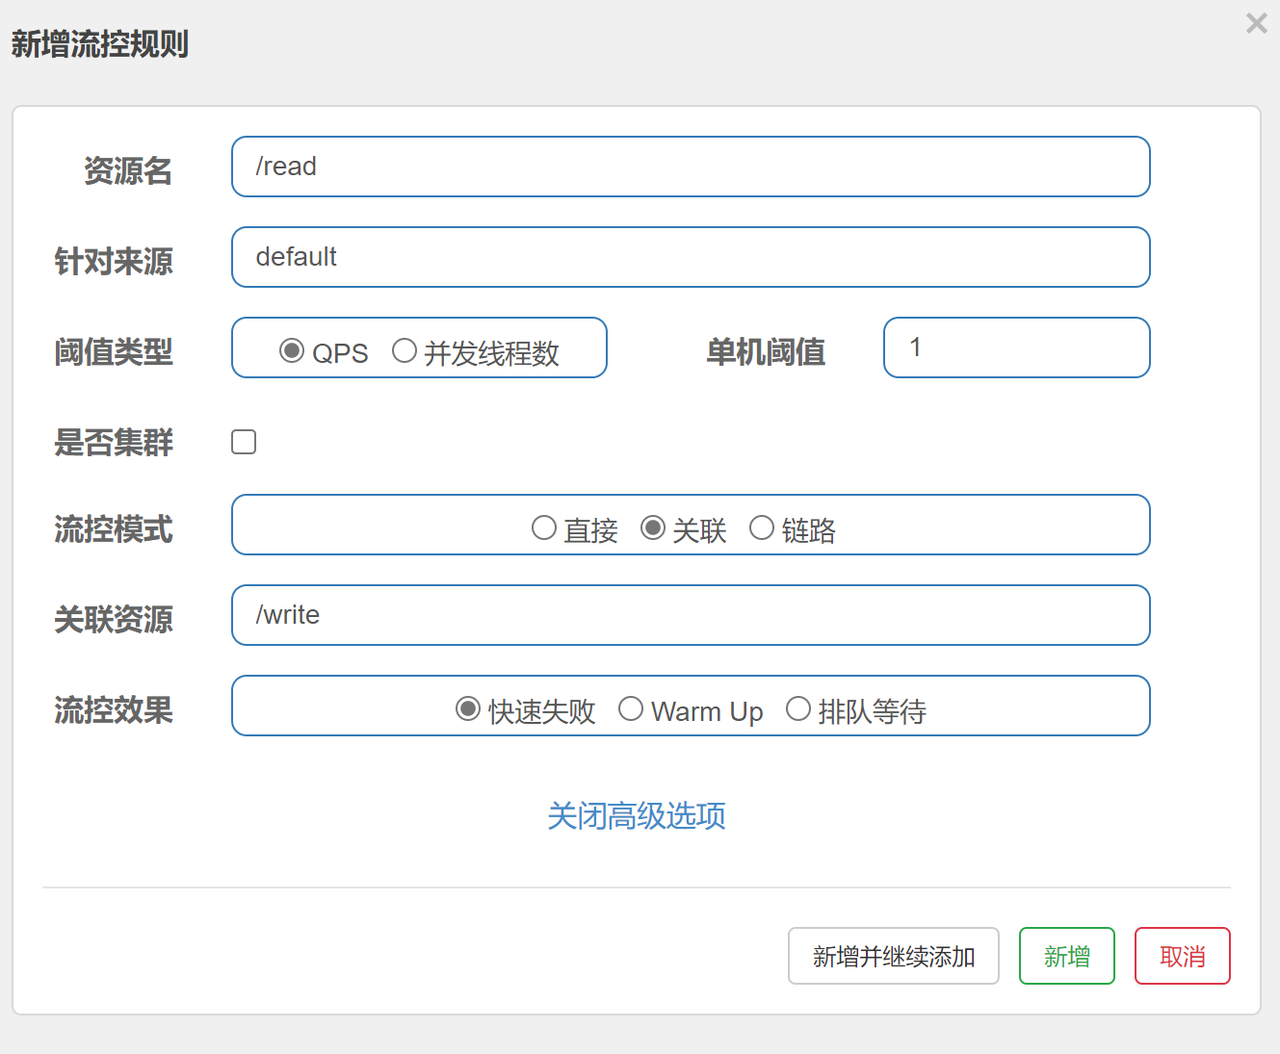 新增流控规则
×
资源名 /read
针对来源 default
阈值类型 QPS 并发线程数 单机阈值 1
是否集群
流控模式 直接 关联 链路
关联资源 /write
流控效果 快速失败 Warm Up 排队等待
关闭高级选项
新增并继续添加 新增 取消